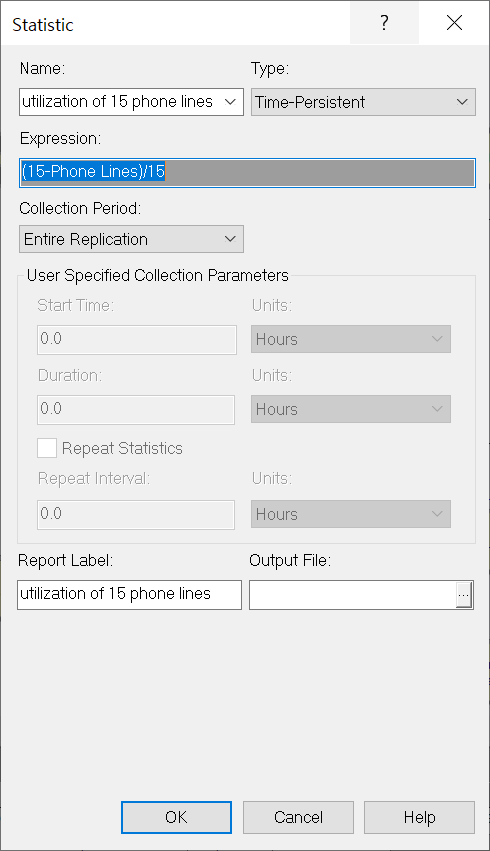 Statistic ?
Name: Type:
utilization of 15 phone lines Time-Persistent
Expression:
(15-Phone Lines)/15
Collection Period:
Entire Replication
User Specified Collection Parameters
Start Time: Units:
0.0 Hours
Duration: Units:
0.0 Hours
Repeat Statistics
Repeat Interval: Units:
0.0 Hours
Report Label: Output File:
utilization of 15 phone lines ...
OK Cancel Help